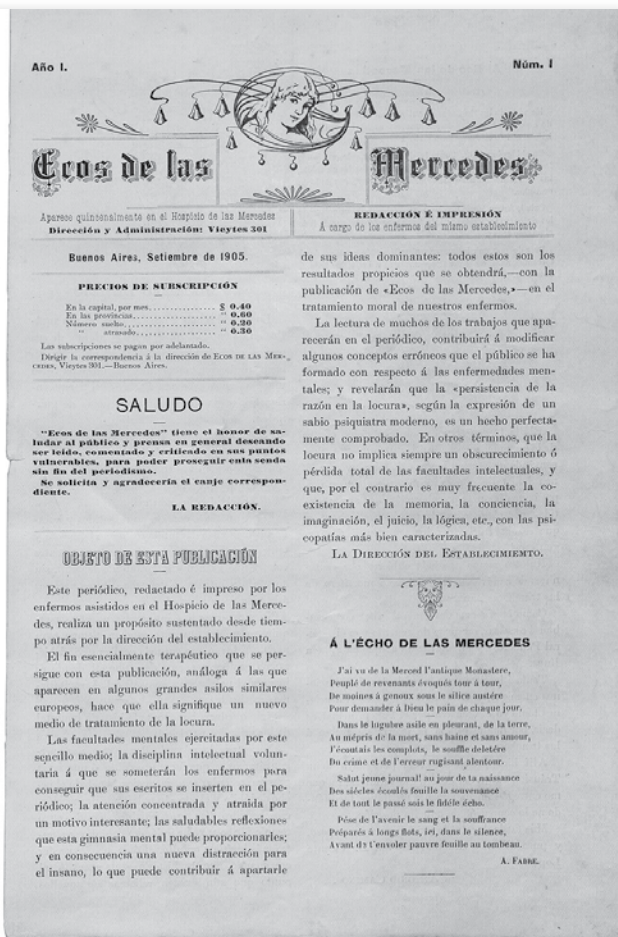 Año I.
Núm. I
Ecos de las Mercedes
Aparece quinsenalmente en el Hospicio de las Mercedes
Dirección y Administración: Vieytes 301
REDACCIÓN É IMPRESIÓN
Á cargo de los enfermos del mismo establecimiento
Buenos Aires, Setiembre de 1905.
PRECIOS DE SUBSCRIPCIÓN
En la capital, por mes................ $ 0.40
En las provincias................ " 0.60
Número suelto................ " 0.20
" atrasado................ " 0.30
Las subscripciones se pagan por adelantado.
Dirigir la correspondencia á la dirección de ECOS DE LAS MER-
CEDES, Vieytes 301.—Buenos Aires.
SALUDO
"Ecos de las Mercedes" tiene el honor de sa-
ludar al público y prensa en general deseando
ser leido, comentado y criticado en sus puntos
vulnerables, para poder proseguir enla senda
sin fin del periodismo.
Se solicita y agradecería el canje correspon-
diente.
LA REDACCIÓN.
OBJETO DE ESTA PUBLICACIÓN
Este periódico, redactado é impreso por los
enfermos asistidos en el Hospicio de las Merce-
des, realiza un propósito sustentado desde tiem-
po atrás por la dirección del establecimiento.
El fin esencialmente terapéutico que se per-
sigue con esta publicación, análoga á las que
aparecen en algunos grandes asilos similares
europeos, hace que ella signifique un nuevo
medio de tratamiento de la locura.
Las facultades mentales ejercitadas por este
sencillo medio; la disciplina intelectual volun-
taria á que se someterán los enfermos para
conseguir que sus escritos se inserten en el pe-
riódico; la atención concentrada y atraida por
un motivo interesante; las saludables reflexiones
que esta gimnasia mental puede proporcionarles;
y en consecuencia una nueva distracción para
el insano, lo que puede contribuir á apartarle
de sus ideas dominantes: todos estos son los
resultados propicios que se obtendrá,—con la
publicación de «Ecos de las Mercedes,»—en el
tratamiento moral de nuestros enfermos.
La lectura de muchos de los trabajos que apa-
recerán en el periódico, contribuirá á modificar
algunos conceptos erróneos que el público se ha
formado con respecto á las enfermedades men-
tales; y revelarán que la «persistencia de la
razón en la locura», según la expresión de un
sabio psiquiatra moderno, es un hecho perfecta-
mente comprobado. En otros términos, que la
locura no implica siempre un obscurecimiento ó
pérdida total de las facultades intelectuales, y
que, por el contrario es muy frecuente la co-
existencia de la memoria, la conciencia, la
imaginación, el juicio, la lógica, etc., con las psi-
copatías más bien caracterizadas.
LA DIRECCIÓN DEL ESTABLECIMIEMTO.
Á L'ÉCHO DE LAS MERCEDES
J'ai vu de la Merced l'antique Monastere,
Peuplé de revenants évoqués tour á tour,
De moines á genoux sous le silice austére
Pour demander à Dieu le pain de chaque jour.
Dans le lugubre asile en pleurant, de la terre,
Au mépris de la mort, sans haine et sans amour,
J'écoutais les complots, le souffle deletére
Du crime et de l'erreur rugisant alentour.
Salut jeune journal! au jour de ta naissance
Des siécles écoulés fouille la souvenance
Et de tout le passé sois le fidéle écho.
Pése de l'avenir le sang et la souffrance
Préparés à longs flots, ici, dans le silence,
Avant de t'envoler pauvre feuille au tombeau.
A. FABRE.